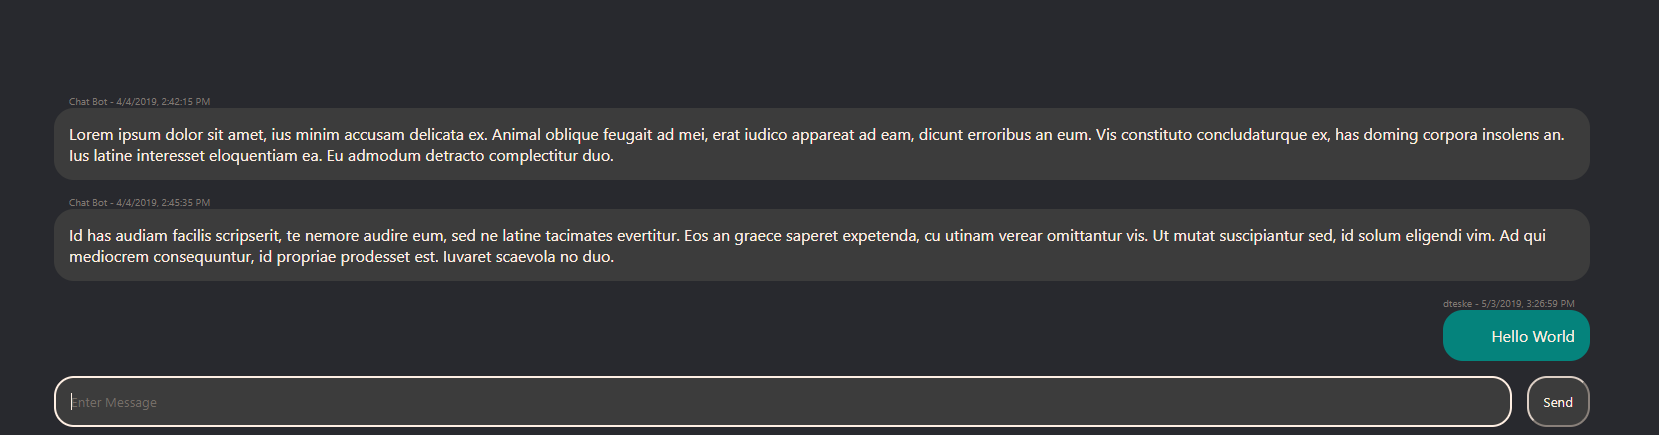 Chat Bot - 4/4/2019, 2:42:15 PM
Lorem ipsum dolor sit amet, ius minim accusam delicata ex. Animal oblique feugait ad mei, erat iudico appareat ad eam, dicunt erroribus an eum. Vis constituto concludaturque ex, has doming corpora insolens an.
Ius latine interesset eloquentiam ea. Eu admodum detracto complectitur duo.
Chat Bot - 4/4/2019, 2:45:35 PM
Id has audiam facilis scripserit, te nemore audire eum, sed ne latine tacimates evertitur. Eos an graece saperet expetenda, cu utinam verear omittantur vis. Ut mutat suscipiantur sed, id solum eligendi vim. Ad qui
mediocrem consequuntur, id propriae prodesset est. Iuvaret scaevola no duo.
dteske - 5/3/2019, 3:26:59 PM
Hello World
Enter Message
Send